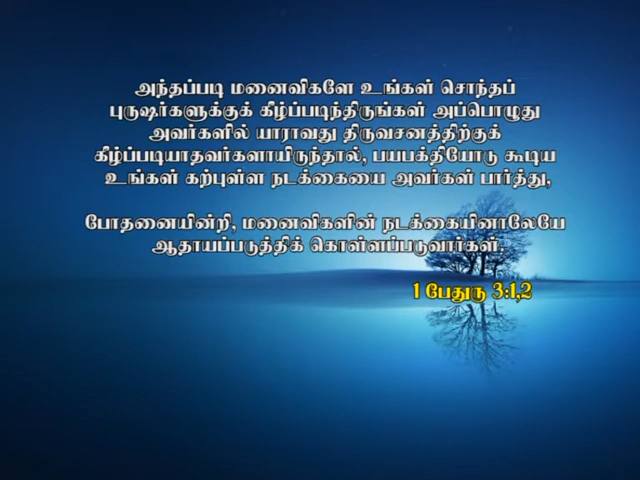 அந்தப்படி மனைவிகளே உங்கள் சொந்தப்
புருஷர்களுக்குக் கீழ்ப்படிந்திருங்கள் அப்பொழுது
அவர்களில் யாராவது திருவசனத்திற்குக்
கீழ்ப்படியாதவர்களாயிருந்தால், பயபக்தியோடு கூடிய
உங்கள் கற்புள்ள நடக்கையை அவர்கள் பார்த்து,
போதனையின்றி, மனைவிகளின் நடக்கையினாலேயே
ஆதாயப்படுத்திக் கொள்ளப்படுவார்கள்.
1 பேதுரு 3:1,2